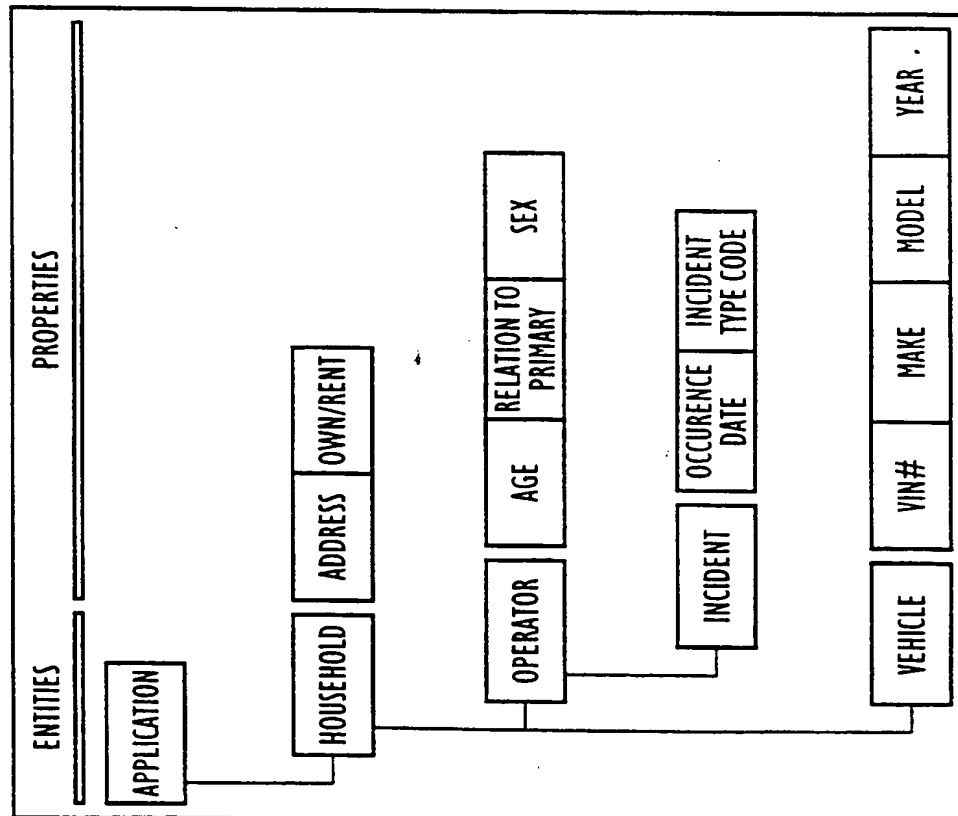 ENTITIES
PROPERTIES
APPLICATION
HOUSEHOLD
ADDRESS
OWN/RENT
OPERATOR
AGE
RELATION TO
PRIMARY
SEX
INCIDENT
OCCURENCE
DATE
INCIDENT
TYPE CODE
VEHICLE
VIN#
MAKE
MODEL
YEAR